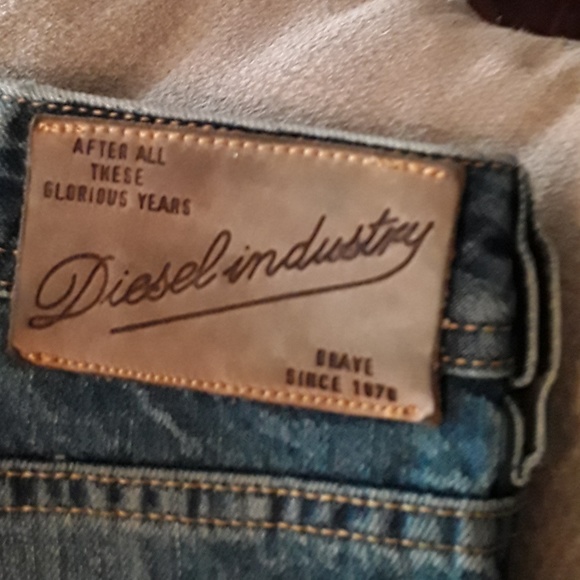 AFTER ALL
THESE
GLORIOUS YEARS
Diesel industry
BRAVE
SINCE 1978